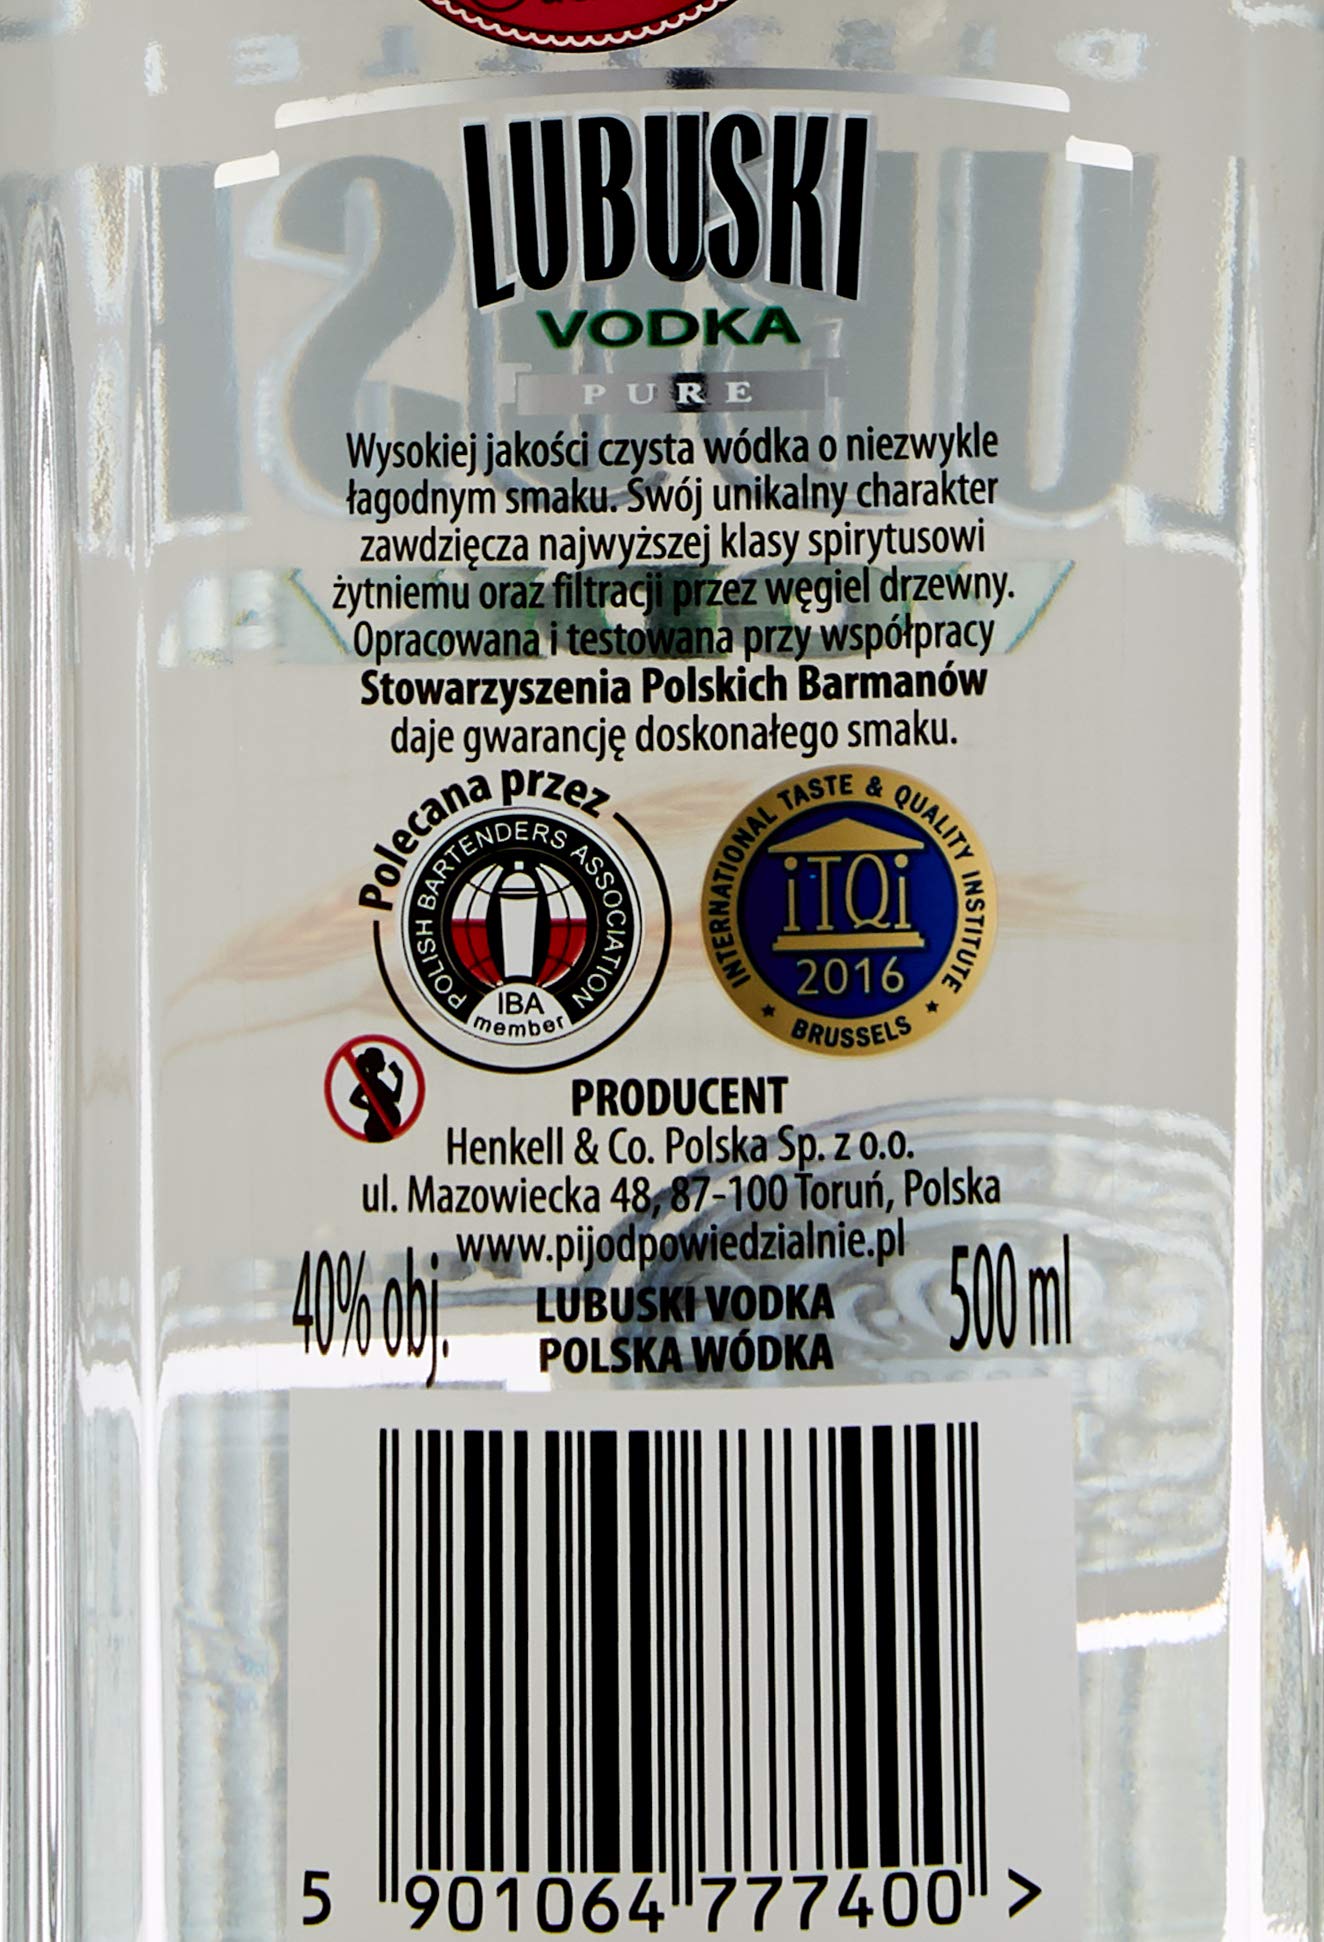 LUBUSKI
VODKA
PURE
Wysokiej jakości czysta wódka o niezwykle
łagodnym smaku. Swój unikalny charakter
zawdzięcza najwyższej klasy spirytusowi
żytniemu oraz filtracji przez węgiel drzewny.
Opracowana i testowana przy współpracy
Stowarzyszenia Polskich Barmanów
daje gwarancję doskonałego smaku.
Polecana przez
POLISH BARTENDERS ASSOCIATION
IBA
member
INTERNATIONAL TASTE & QUALITY INSTITUTE
iTQi
2016
★ BRUSSELS ★
PRODUCENT
Henkell & Co. Polska Sp. z o.o.
ul. Mazowiecka 48, 87-100 Toruń, Polska
www.pijodpowiedzialnie.pl
40% obj.
LUBUSKI VODKA
POLSKA WÓDKA
500 ml
5 901064 777400 >